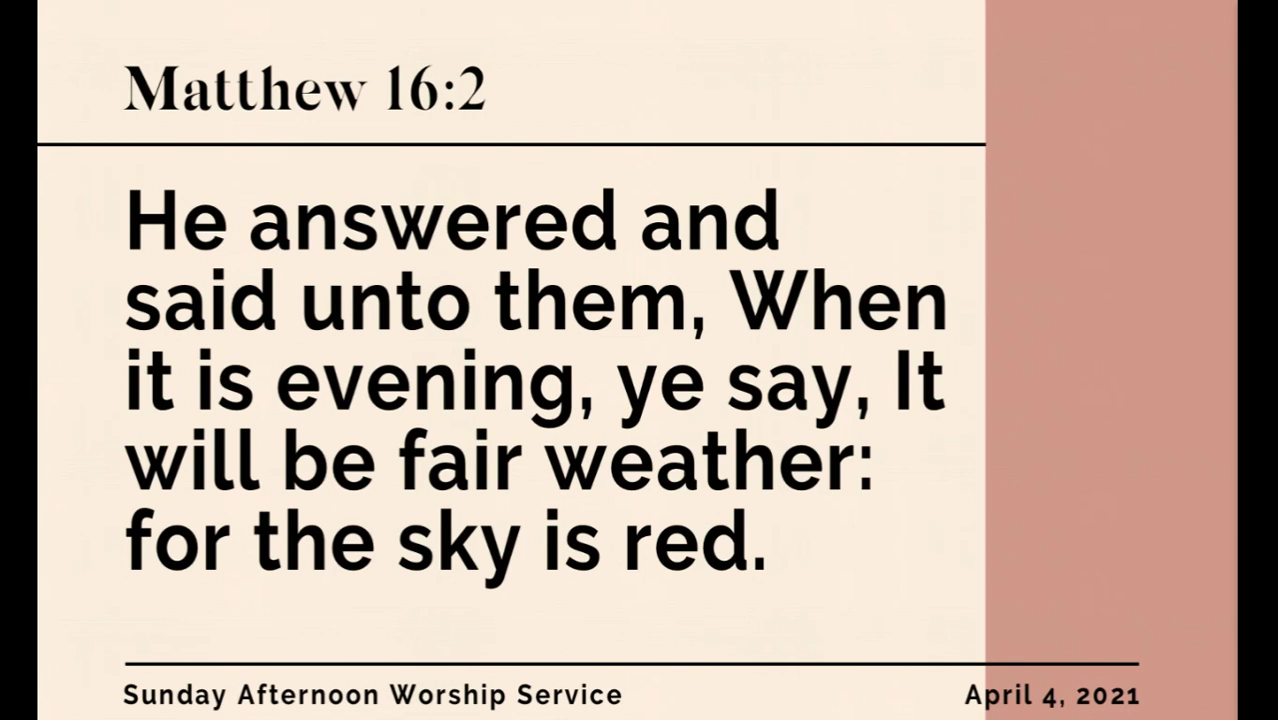 Matthew 16:2
He answered and
said unto them, When
it is evening, ye say, It
will be fair weather:
for the sky is red.
Sunday Afternoon Worship Service
April 4, 2021